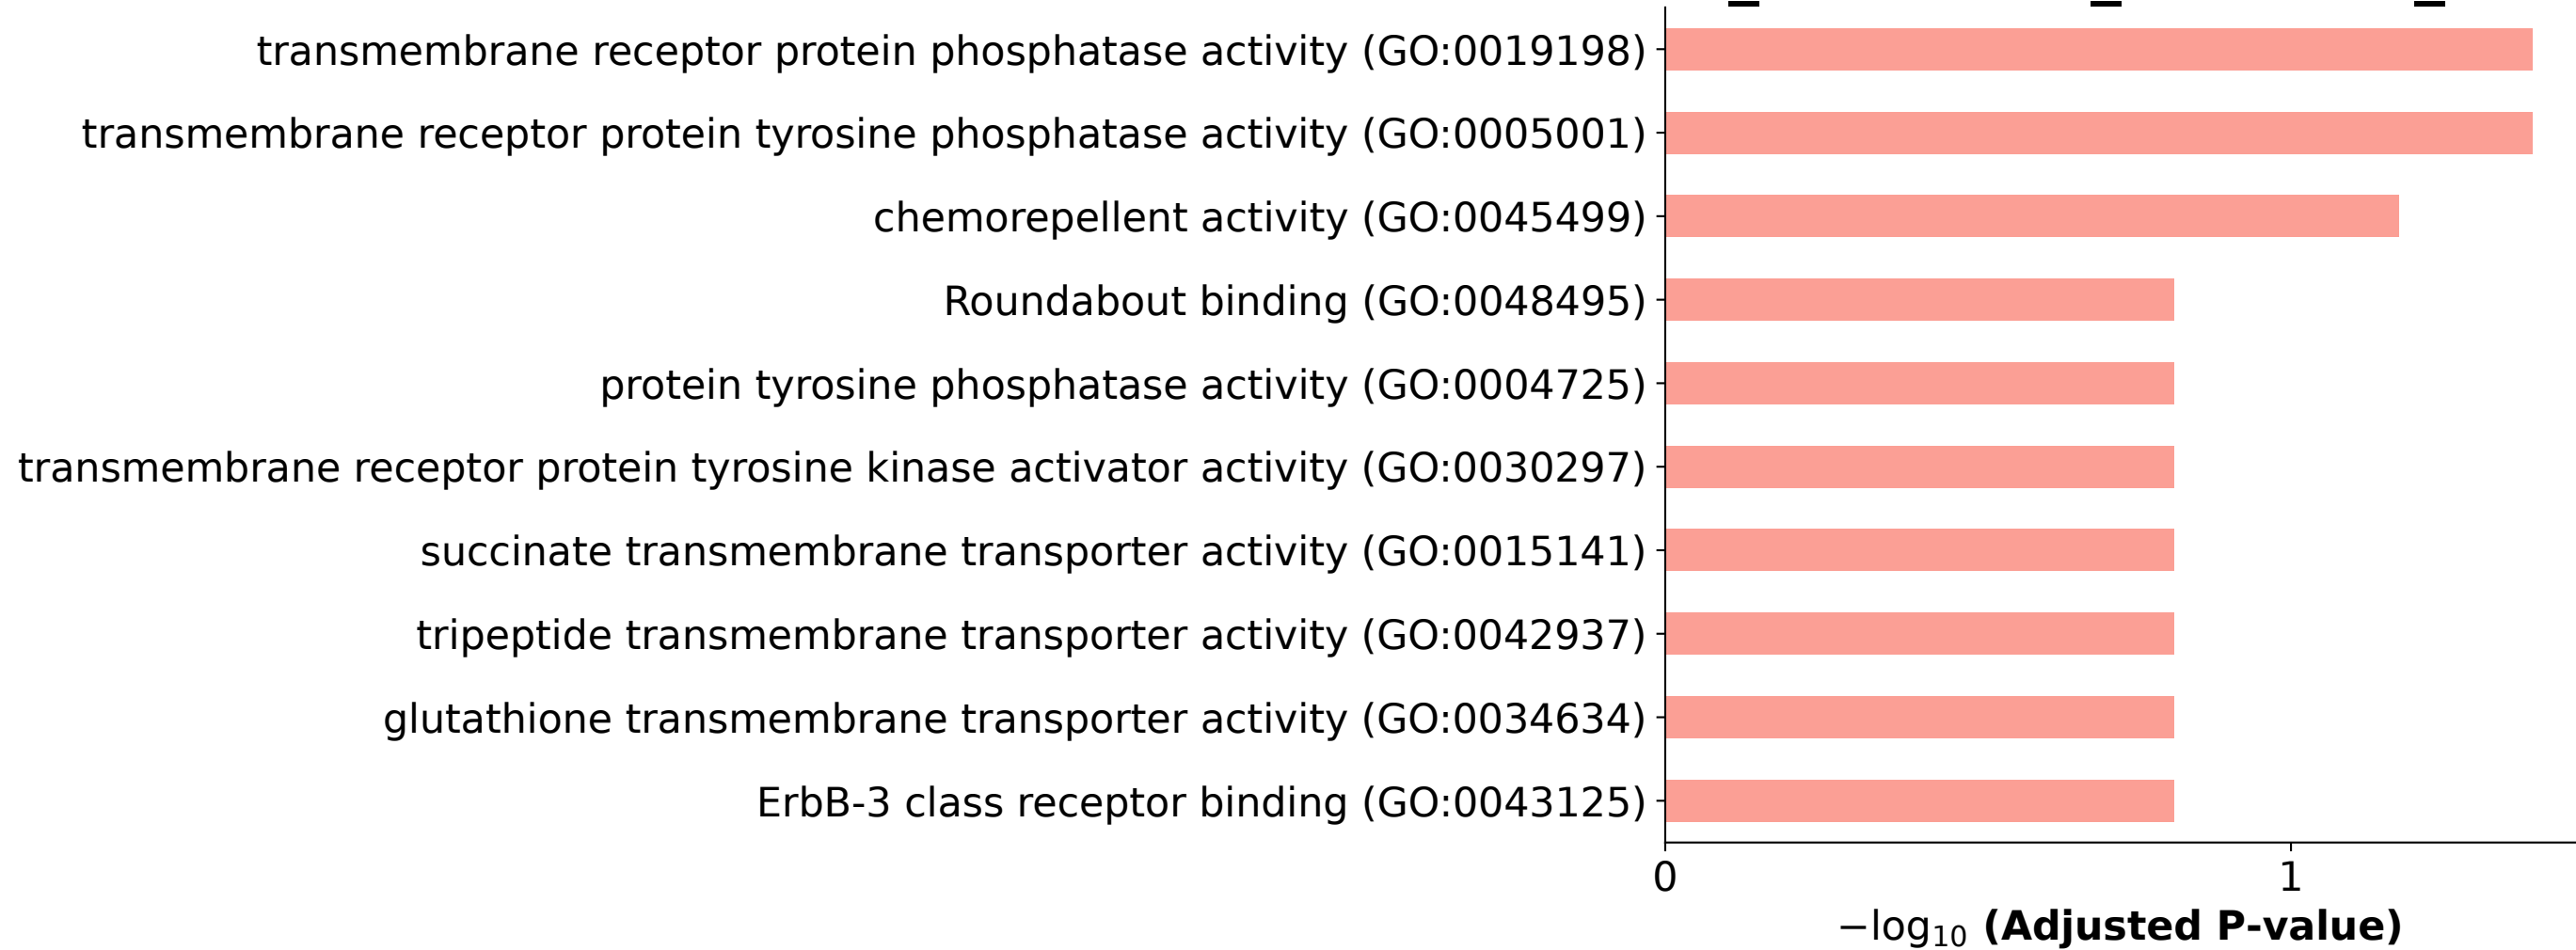 transmembrane receptor protein phosphatase activity (GO:0019198)
transmembrane receptor protein tyrosine phosphatase activity (GO:0005001)
chemorepellent activity (GO:0045499)
Roundabout binding (GO:0048495)
protein tyrosine phosphatase activity (GO:0004725)
transmembrane receptor protein tyrosine kinase activator activity (GO:0030297)
succinate transmembrane transporter activity (GO:0015141)
tripeptide transmembrane transporter activity (GO:0042937)
glutathione transmembrane transporter activity (GO:0034634)
ErbB-3 class receptor binding (GO:0043125)
0 1
−log₁₀ (Adjusted P-value)